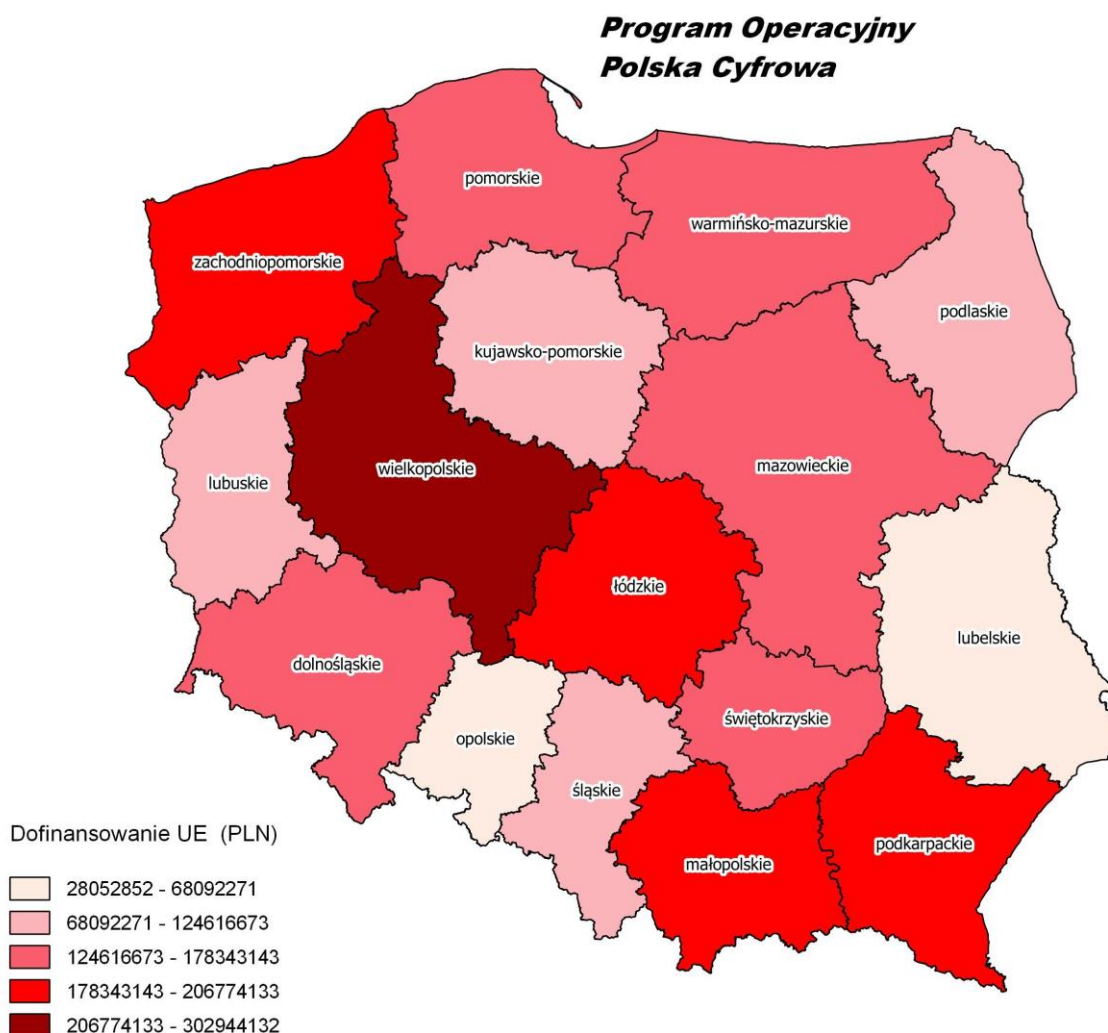 Program Operacyjny
Polska Cyfrowa
pomorskie
warmińsko-mazurskie
zachodniopomorskie
podlaskie
kujawsko-pomorskie
wielkopolskie
mazowieckie
lubuskie
łódzkie
lubelskie
dolnośląskie
świętokrzyskie
opolskie
śląskie
podkarpackie
małopolskie
Dofinansowanie UE (PLN)
28052852 - 68092271
68092271 - 124616673
124616673 - 178343143
178343143 - 206774133
206774133 - 302944132